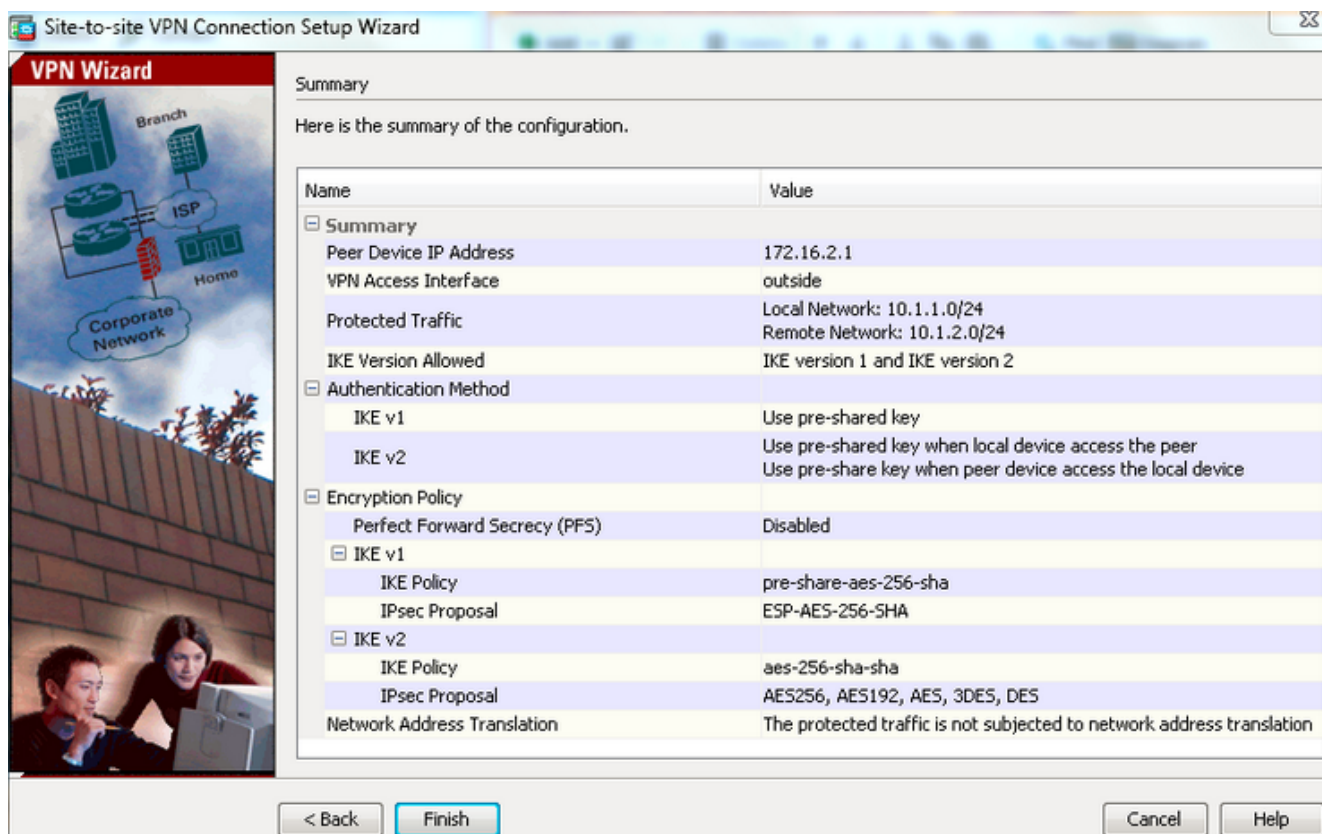 Site-to-site VPN Connection Setup Wizard
VPN Wizard
Branch
ISP
Home
Corporate
Network
Summary
Here is the summary of the configuration.
Name Value
Summary
Peer Device IP Address 172.16.2.1
VPN Access Interface outside
Protected Traffic Local Network: 10.1.1.0/24
Remote Network: 10.1.2.0/24
IKE Version Allowed IKE version 1 and IKE version 2
Authentication Method
IKE v1 Use pre-shared key
IKE v2 Use pre-shared key when local device access the peer
Use pre-share key when peer device access the local device
Encryption Policy
Perfect Forward Secrecy (PFS) Disabled
IKE v1
IKE Policy pre-share-aes-256-sha
IPsec Proposal ESP-AES-256-SHA
IKE v2
IKE Policy aes-256-sha-sha
IPsec Proposal AES256, AES192, AES, 3DES, DES
Network Address Translation The protected traffic is not subjected to network address translation
< Back Finish Cancel Help